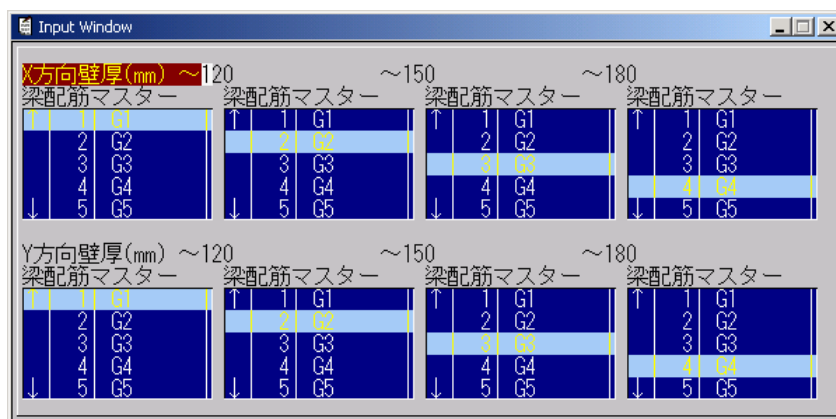 Input Window
X方向壁厚(mm) ～120 ～150 ～180
梁配筋マスター 梁配筋マスター 梁配筋マスター 梁配筋マスター
↑ 1 G1 ↑ 1 G1 ↑ 1 G1 ↑ 1 G1
2 G2 2 G2 2 G2 2 G2
3 G3 3 G3 3 G3 3 G3
4 G4 4 G4 4 G4 4 G4
↓ 5 G5 ↓ 5 G5 ↓ 5 G5 ↓ 5 G5
Y方向壁厚(mm) ～120 ～150 ～180
梁配筋マスター 梁配筋マスター 梁配筋マスター 梁配筋マスター
↑ 1 G1 ↑ 1 G1 ↑ 1 G1 ↑ 1 G1
2 G2 2 G2 2 G2 2 G2
3 G3 3 G3 3 G3 3 G3
4 G4 4 G4 4 G4 4 G4
↓ 5 G5 ↓ 5 G5 ↓ 5 G5 ↓ 5 G5